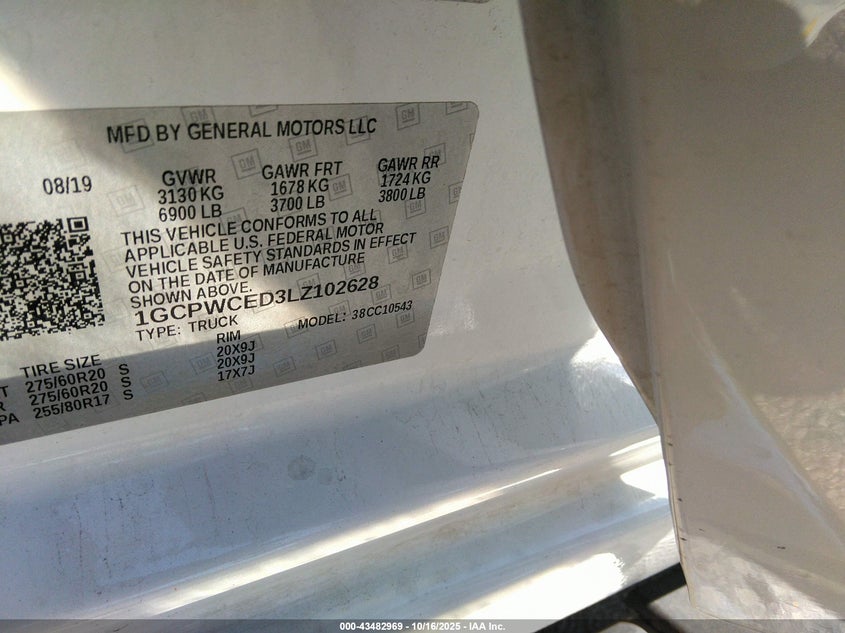 MFD BY GENERAL MOTORS LLC
08/19
GVWR GAWR FRT GAWR RR
3130 KG 1678 KG 1724 KG
6900 LB 3700 LB 3800 LB
THIS VEHICLE CONFORMS TO ALL
APPLICABLE U.S. FEDERAL MOTOR
VEHICLE SAFETY STANDARDS IN EFFECT
ON THE DATE OF MANUFACTURE
SHOWN ABOVE.
1GCPWCED3LZ102628
TYPE: TRUCK MODEL: 38CC10543
TIRE SIZE RIM
T 275/60R20 S 20X9J
R 275/60R20 S 20X9J
PA 255/80R17 S 17X7J
000-43482969 - 10/16/2025 - IAA Inc.